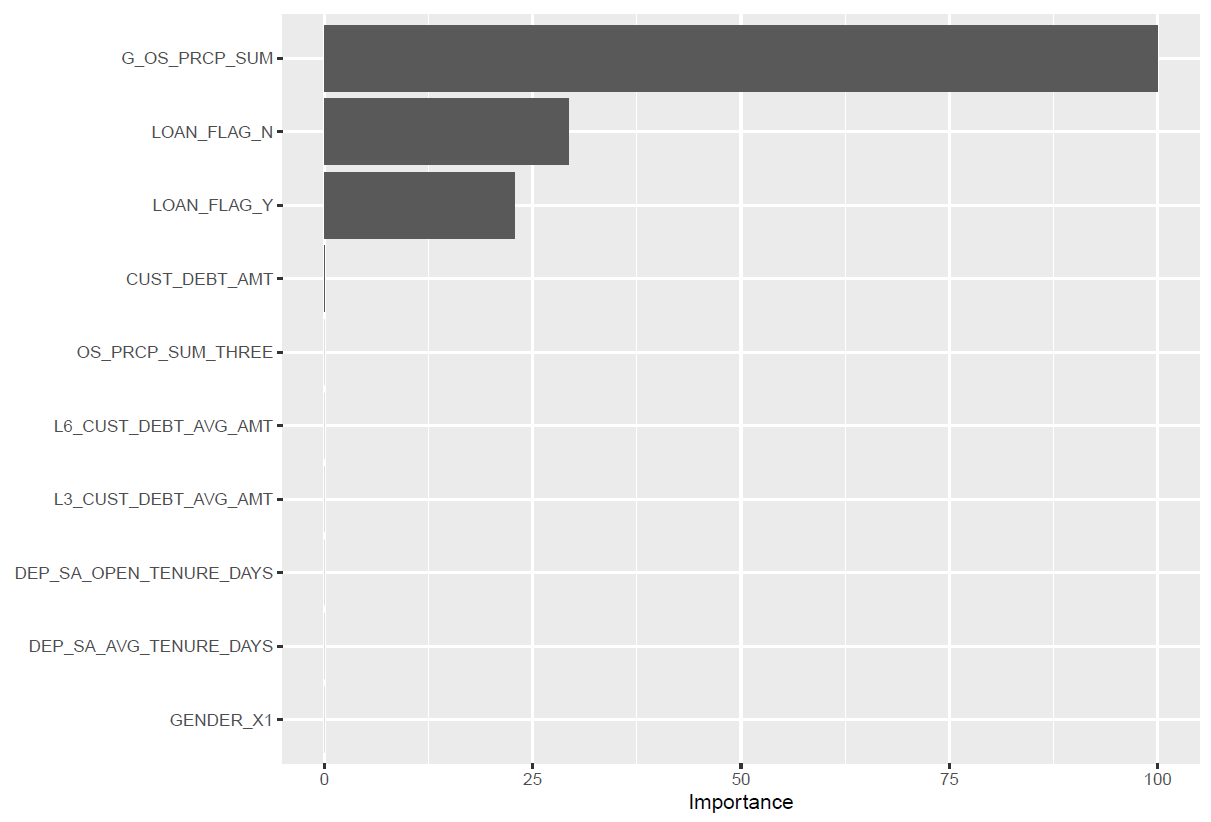 G_OS_PRCP_SUM
LOAN_FLAG_N
LOAN_FLAG_Y
CUST_DEBT_AMT
OS_PRCP_SUM_THREE
L6_CUST_DEBT_AVG_AMT
L3_CUST_DEBT_AVG_AMT
DEP_SA_OPEN_TENURE_DAYS
DEP_SA_AVG_TENURE_DAYS
GENDER_X1
0 25 50 75 100
Importance